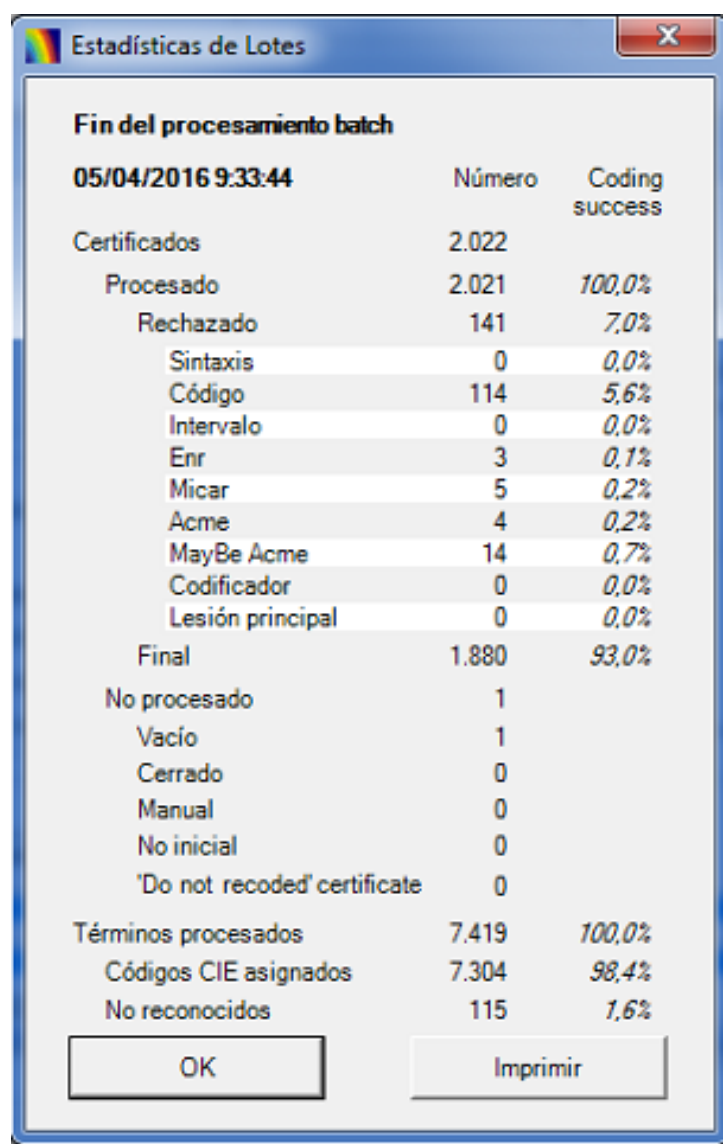 Estadísticas de Lotes
Fin del procesamiento batch
05/04/2016 9:33:44 Número Coding
success
Certificados 2.022
Procesado 2.021 100,0%
Rechazado 141 7,0%
Sintaxis 0 0,0%
Código 114 5,6%
Intervalo 0 0,0%
Enr 3 0,1%
Micar 5 0,2%
Acme 4 0,2%
MayBe Acme 14 0,7%
Codificador 0 0,0%
Lesión principal 0 0,0%
Final 1.880 93,0%
No procesado 1
Vacío 1
Cerrado 0
Manual 0
No inicial 0
'Do not recoded' certificate 0
Términos procesados 7.419 100,0%
Códigos CIE asignados 7.304 98,4%
No reconocidos 115 1,6%
OK Imprimir